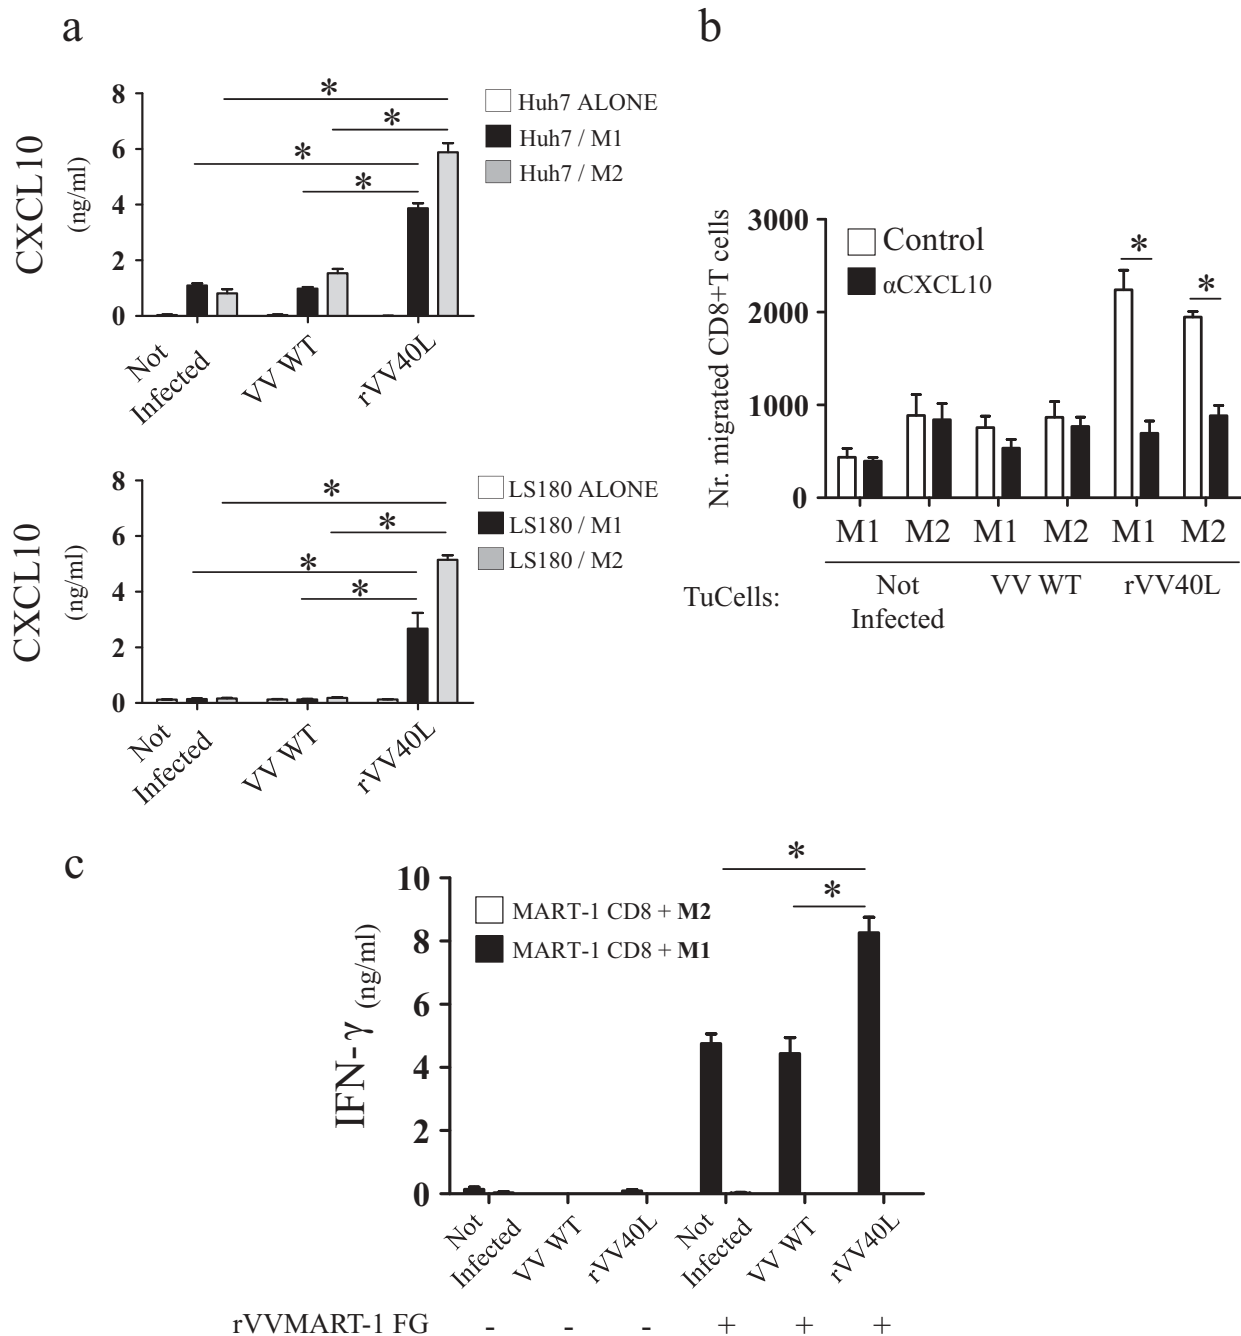 a
CXCL10
(ng/ml)
8
6
4
2
0
*
*
*
*
Huh7 ALONE
Huh7 / M1
Huh7 / M2
Not
Infected
VV WT
rVV40L
CXCL10
(ng/ml)
8
6
4
2
0
*
*
*
*
LS180 ALONE
LS180 / M1
LS180 / M2
Not
Infected
VV WT
rVV40L
b
Nr. migrated CD8+T cells
3000
2000
1000
0
Control
αCXCL10
*
*
M1 M2 M1 M2 M1 M2
TuCells:
Not
Infected
VV WT
rVV40L
c
IFN-γ (ng/ml)
10
8
6
4
2
0
*
*
MART-1 CD8 + M2
MART-1 CD8 + M1
Not
Infected
VV WT
rVV40L
Not
Infected
VV WT
rVV40L
rVVMART-1 FG - - - + + +